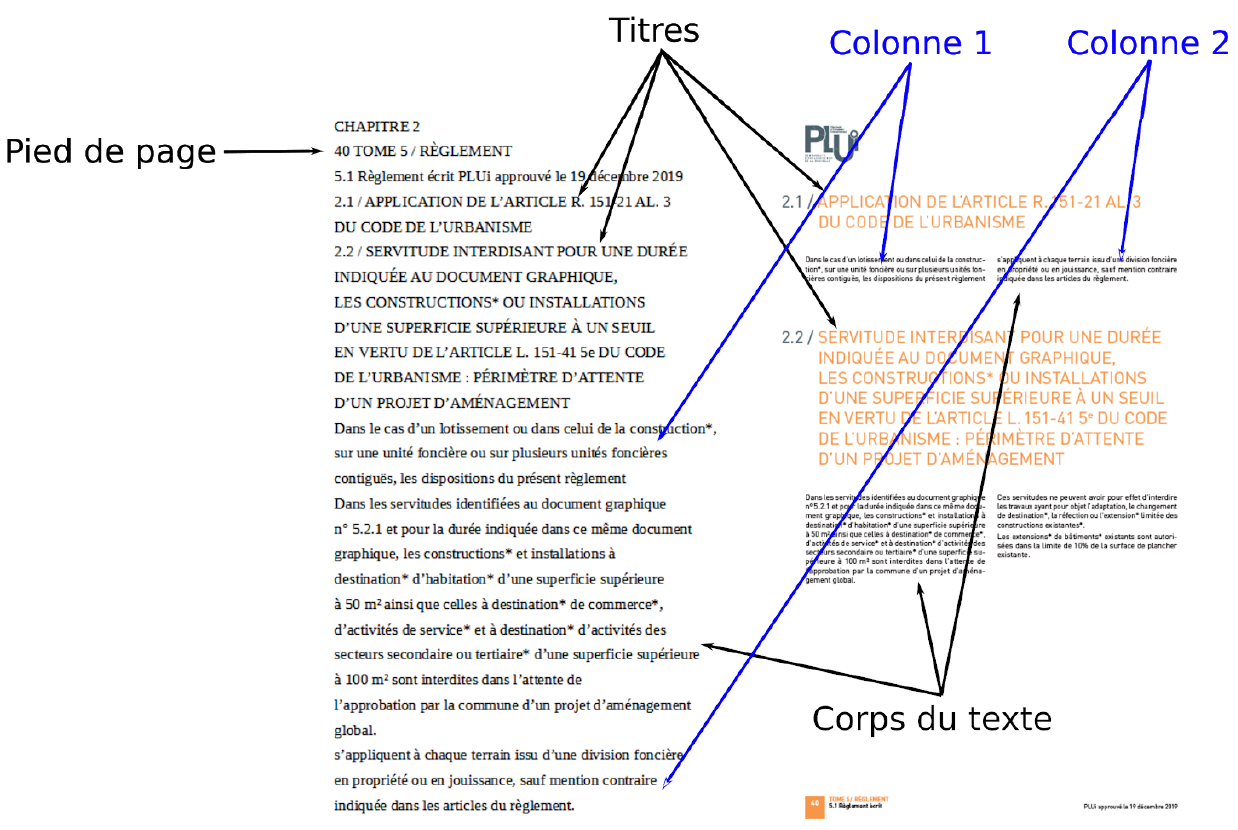 Titres
Colonne 1
Colonne 2
Pied de page
CHAPITRE 2
40 TOME 5 / RÈGLEMENT
5.1 Règlement écrit PLUi approuvé le 19 décembre 2019
2.1 / APPLICATION DE L'ARTICLE R. 151-21 AL. 3
DU CODE DE L'URBANISME
2.2 / SERVITUDE INTERDISANT POUR UNE DURÉE
INDIQUÉE AU DOCUMENT GRAPHIQUE,
LES CONSTRUCTIONS* OU INSTALLATIONS
D'UNE SUPERFICIE SUPÉRIEURE À UN SEUIL
EN VERTU DE L'ARTICLE L. 151-41 5e DU CODE
DE L'URBANISME : PÉRIMÈTRE D'ATTENTE
D'UN PROJET D'AMÉNAGEMENT
Dans le cas d'un lotissement ou dans celui de la construction*,
sur une unité foncière ou sur plusieurs unités foncières
contiguës, les dispositions du présent règlement
Dans les servitudes identifiées au document graphique
n° 5.2.1 et pour la durée indiquée dans ce même document
graphique, les constructions* et installations à
destination* d'habitation* d'une superficie supérieure
à 50 m² ainsi que celles à destination* de commerce*,
d'activités de service* et à destination* d'activités des
secteurs secondaire ou tertiaire* d'une superficie supérieure
à 100 m² sont interdites dans l'attente de
l'approbation par la commune d'un projet d'aménagement
global.
s'appliquent à chaque terrain issu d'une division foncière
en propriété ou en jouissance, sauf mention contraire
indiquée dans les articles du règlement.
PLUi
2.1 / APPLICATION DE L'ARTICLE R. 151-21 AL. 3
DU CODE DE L'URBANISME
Dans le cas d'un lotissement ou dans celui de la construc-
tion*, sur une unité foncière ou sur plusieurs unités fon-
cières contiguës, les dispositions du présent règlement
s'appliquent à chaque terrain issu d'une division foncière
en propriété ou en jouissance, sauf mention contraire
indiquée dans les articles du règlement.
2.2 / SERVITUDE INTERDISANT POUR UNE DURÉE
INDIQUÉE AU DOCUMENT GRAPHIQUE,
LES CONSTRUCTIONS* OU INSTALLATIONS
D'UNE SUPERFICIE SUPÉRIEURE À UN SEUIL
EN VERTU DE L'ARTICLE L. 151-41 5e DU CODE
DE L'URBANISME : PÉRIMÈTRE D'ATTENTE
D'UN PROJET D'AMÉNAGEMENT
Dans les servitudes identifiées au document graphique
n°5.2.1 et pour la durée indiquée dans ce même docu-
ment graphique, les constructions* et installations à
destination* d'habitation* d'une superficie supérieure
à 50 m² ainsi que celles à destination* de commerce*,
d'activités de service* et à destination* d'activités des
secteurs secondaire ou tertiaire* d'une superficie su-
périeure à 100 m² sont interdites dans l'attente de
l'approbation par la commune d'un projet d'aména-
gement global.
Ces servitudes ne peuvent avoir pour effet d'interdire
les travaux ayant pour objet l'adaptation, le changement
de destination*, la réfection ou l'extension* limitée des
constructions existantes*.
Les extensions* de bâtiments* existants sont autori-
sées dans la limite de 10% de la surface de plancher
existante.
Corps du texte
40
TOME 5 / RÈGLEMENT
5.1 Règlement écrit
PLUi approuvé le 19 décembre 2019